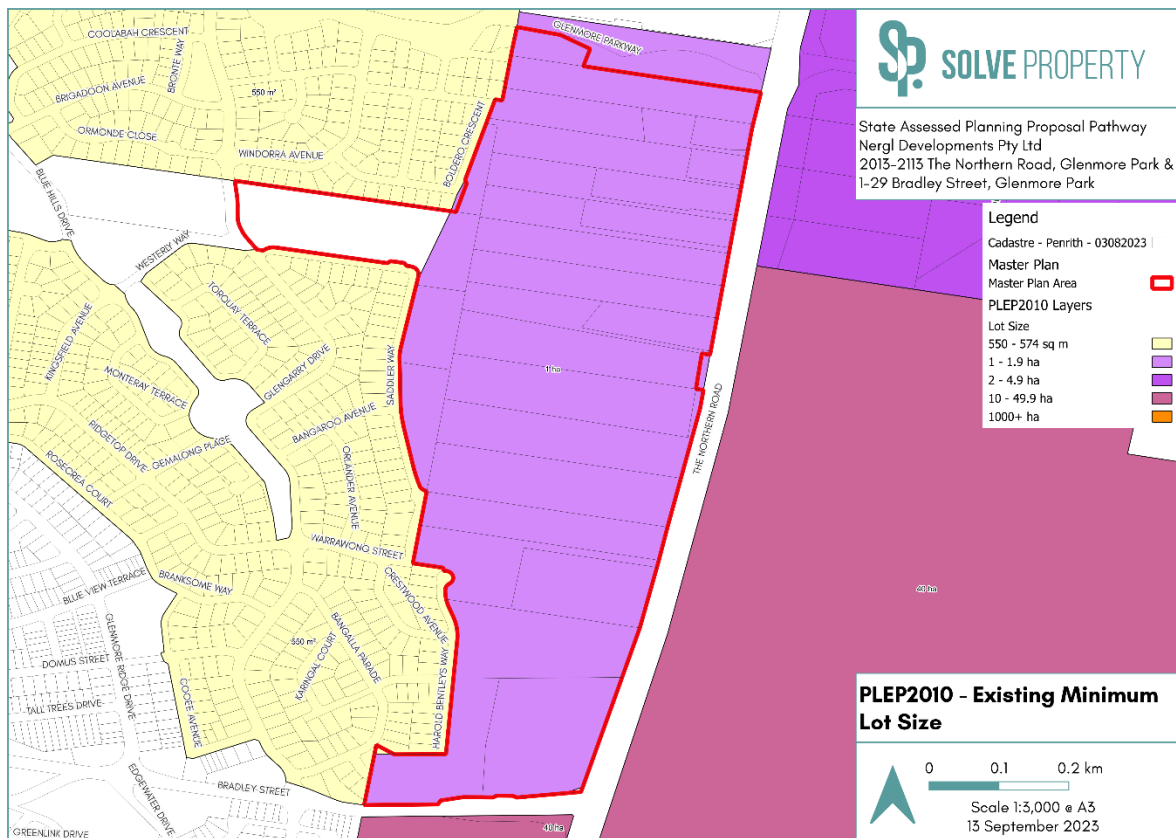 COOLABAH CRESCENT
BRONTE WAY
BRIGADOON AVENUE
550 m²
ORMONDE CLOSE
WINDORRA AVENUE
BOLDERO CRESCENT
GLENMORE PARKWAY
BLUE HILLS DRIVE
WESTERLY WAY
TORQUAY TERRACE
KINGSFIELD AVENUE
GLENGARRY DRIVE
SADDLER WAY
MONTERAY TERRACE
BANGAROO AVENUE
1 ha
RIDGETOP DRIVE
GEMALONG PLACE
ORLANDER AVENUE
THE NORTHERN ROAD
ROSECREA COURT
WARRAWONG STREET
BLUE VIEW TERRACE
BRANKSOME WAY
CRESTWOOD AVENUE
40 ha
GLENMORE RIDGE DRIVE
550 m²
BANGALLA PARADE
KARINGAL COURT
DOMUS STREET
HAROLD BENTLEYS WAY
TALL TREES DRIVE
COOEE AVENUE
EDGEWATER DRIVE
BRADLEY STREET
GREENLINK DRIVE
40 ha
SP.
SOLVE PROPERTY
State Assessed Planning Proposal Pathway
Nergl Developments Pty Ltd
2013-2113 The Northern Road, Glenmore Park &
1-29 Bradley Street, Glenmore Park
Legend
Cadastre - Penrith - 03082023
Master Plan
Master Plan Area
PLEP2010 Layers
Lot Size
550 - 574 sq m
1 - 1.9 ha
2 - 4.9 ha
10 - 49.9 ha
1000+ ha
PLEP2010 - Existing Minimum
Lot Size
0 0.1 0.2 km
Scale 1:3,000 @ A3
13 September 2023